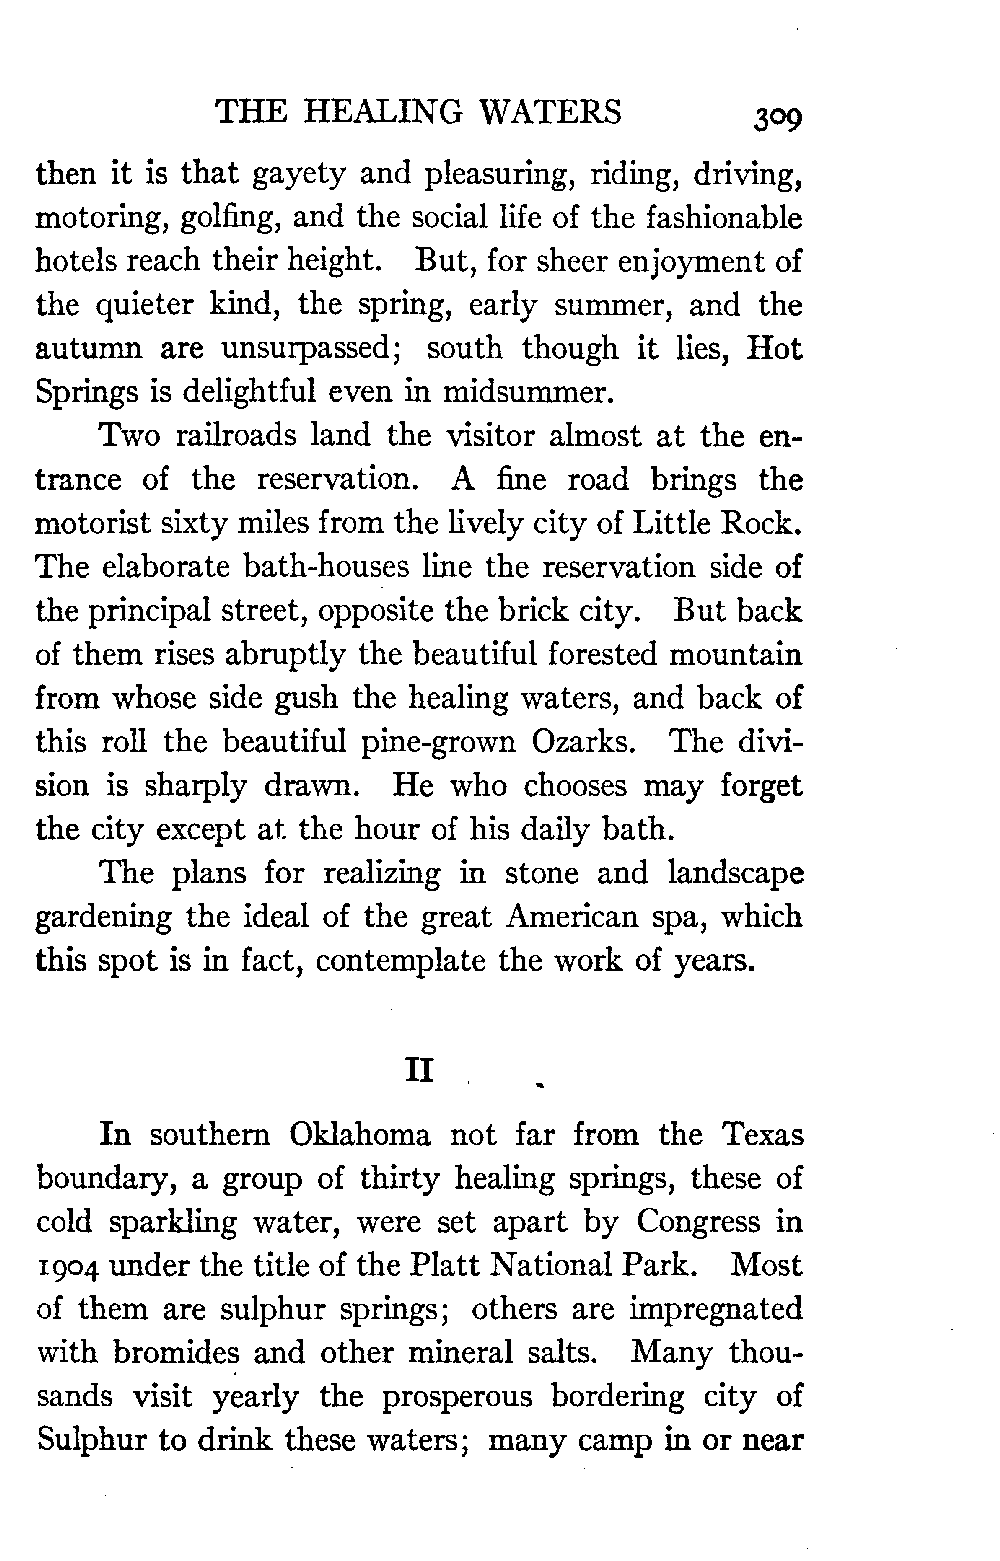 THE HEALING WATERS 309
then it is that gayety and pleasuring, riding, driving,
motoring, golfing, and the social life of the fashionable
hotels reach their height. But, for sheer enjoyment of
the quieter kind, the spring, early summer, and the
autumn are unsurpassed; south though it lies, Hot
Springs is delightful even in midsummer.
Two railroads land the visitor almost at the en-
trance of the reservation. A fine road brings the
motorist sixty miles from the lively city of Little Rock.
The elaborate bath-houses line the reservation side of
the principal street, opposite the brick city. But back
of them rises abruptly the beautiful forested mountain
from whose side gush the healing waters, and back of
this roll the beautiful pine-grown Ozarks. The divi-
sion is sharply drawn. He who chooses may forget
the city except at the hour of his daily bath.
The plans for realizing in stone and landscape
gardening the ideal of the great American spa, which
this spot is in fact, contemplate the work of years.
II
In southern Oklahoma not far from the Texas
boundary, a group of thirty healing springs, these of
cold sparkling water, were set apart by Congress in
1904 under the title of the Platt National Park. Most
of them are sulphur springs; others are impregnated
with bromides and other mineral salts. Many thou-
sands visit yearly the prosperous bordering city of
Sulphur to drink these waters; many camp in or near